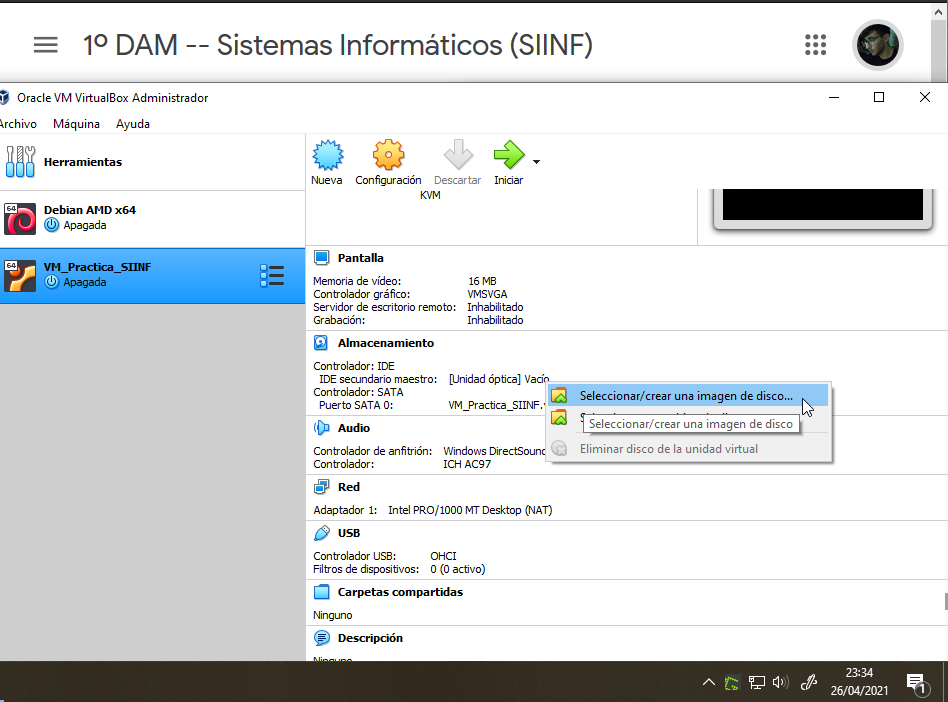 1º DAM -- Sistemas Informáticos (SIINF)
Oracle VM VirtualBox Administrador
Archivo Máquina Ayuda
Herramientas
64
Debian AMD x64
Apagada
64
VM_Practica_SIINF
Apagada
Nueva Configuración Descartar Iniciar
KVM
Pantalla
Memoria de vídeo: 16 MB
Controlador gráfico: VMSVGA
Servidor de escritorio remoto: Inhabilitado
Grabación: Inhabilitado
Almacenamiento
Controlador: IDE
IDE secundario maestro: [Unidad óptica] Vacío
Controlador: SATA
Puerto SATA 0: VM_Practica_SIINF.
Seleccionar/crear una imagen de disco...
Seleccionar/crear una imagen de disco
Eliminar disco de la unidad virtual
Audio
Controlador de anfitrión: Windows DirectSound
Controlador: ICH AC97
Red
Adaptador 1: Intel PRO/1000 MT Desktop (NAT)
USB
Controlador USB: OHCI
Filtros de dispositivos: 0 (0 activo)
Carpetas compartidas
Ninguno
Descripción
Ninguno
23:34
26/04/2021
1